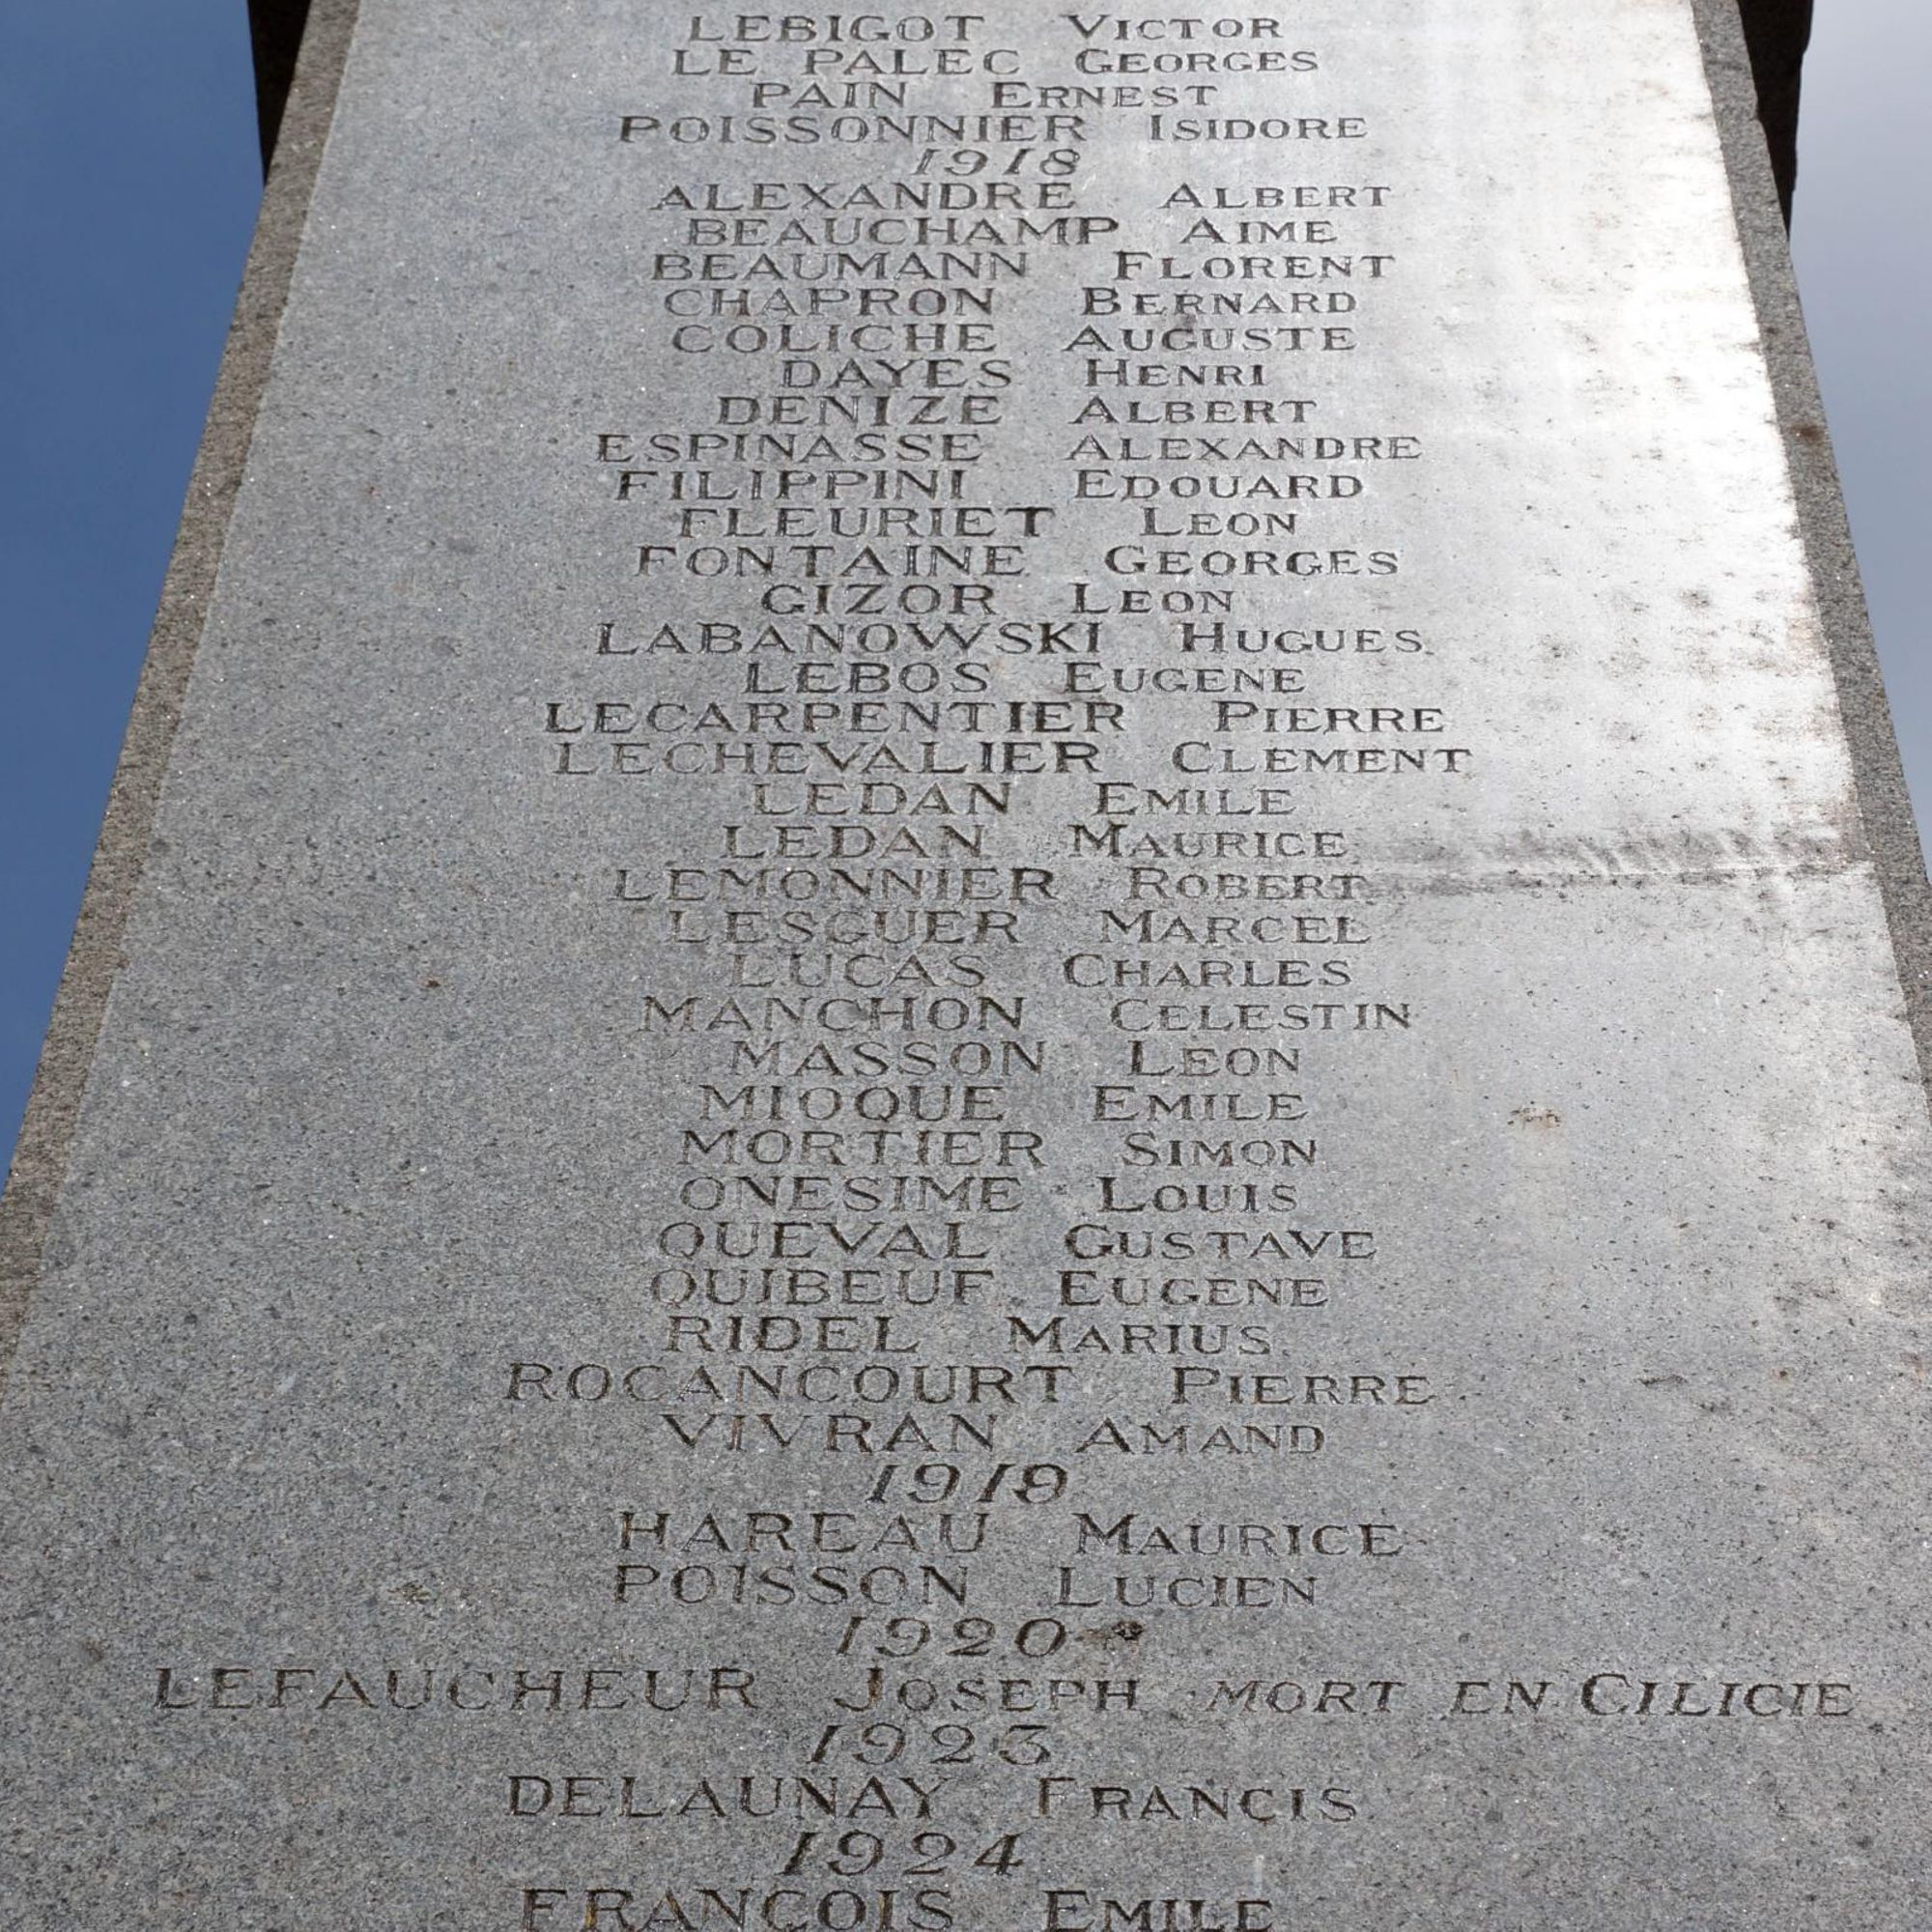 LEBIGOT VICTOR
LE PALEC GEORGES
PAIN ERNEST
POISSONNIER ISIDORE
1918
ALEXANDRE ALBERT
BEAUCHAMP AIME
BEAUMANN FLORENT
CHAPRON BERNARD
COLICHE AUGUSTE
DAYES HENRI
DENIZE ALBERT
ESPINASSE ALEXANDRE
FILIPPINI EDOUARD
FLEURIET LEON
FONTAINE GEORGES
GIZOR LEON
LABANOWSKI HUGUES
LEBOS EUGENE
LECARPENTIER PIERRE
LECHEVALIER CLEMENT
LEDAN EMILE
LEDAN MAURICE
LEMONNIER ROBERT
LESGUER MARCEL
LUCAS CHARLES
MANCHON CELESTIN
MASSON LEON
MIOQUE EMILE
MORTIER SIMON
ONESIME LOUIS
QUEVAL GUSTAVE
QUIBEUF EUGENE
RIDEL MARIUS
ROCANCOURT PIERRE
VIVRAN AMAND
1919
HAREAU MAURICE
POISSON LUCIEN
1920
LEFAUCHEUR JOSEPH MORT EN CILICIE
1923
DELAUNAY FRANCIS
1924
FRANÇOIS EMILE